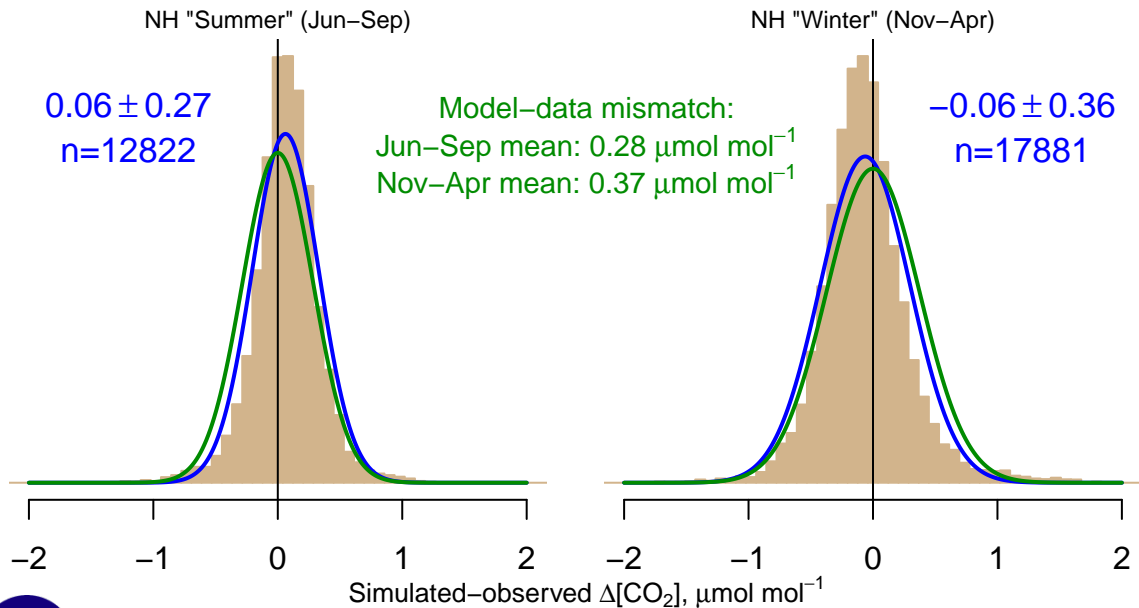 NH "Summer" (Jun−Sep)
NH "Winter" (Nov−Apr)
0.06 ± 0.27
n=12822
Model−data mismatch:
Jun−Sep mean: 0.28 μmol mol⁻¹
Nov−Apr mean: 0.37 μmol mol⁻¹
−0.06 ± 0.36
n=17881
−2 −1 0 1 2
−2 −1 0 1 2
Simulated−observed Δ[CO₂], μmol mol⁻¹